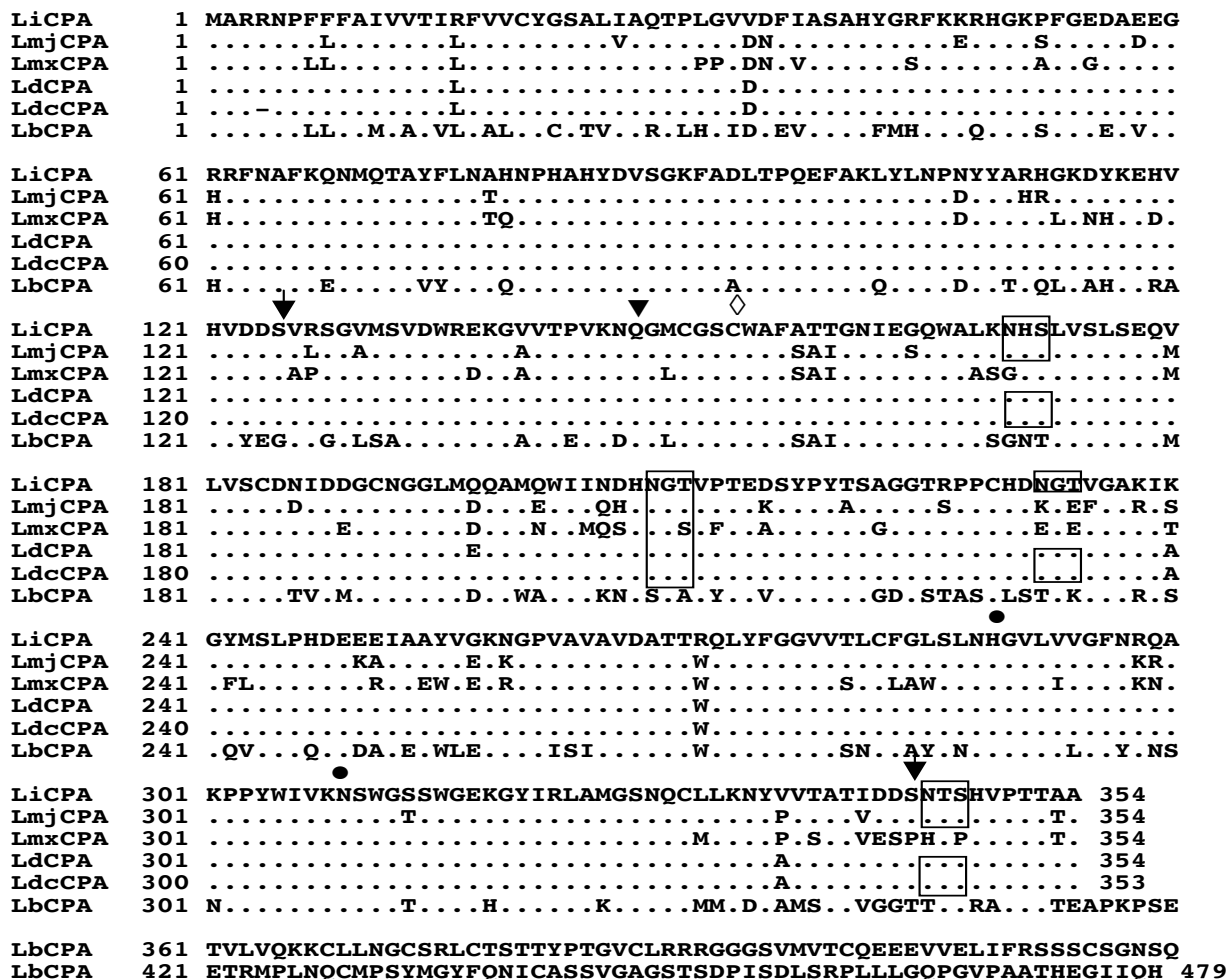 LiCPA 1 MARRNPFFFAIVVTIRFVVCYGSALIAQTPLGVVDFIASAHYGRFKKRHGKPFGEDAEEG
LmjCPA 1 .......L.......L.........V.......DN...........E....S.....D..
LmxCPA 1 ......LL.......L..............PP.DN.V......S.......A..G.....
LdCPA 1 ...............L.................D..........................
LdcCPA 1 ...-...........L.................D..........................
LbCPA 1 ......LL..M.A.VL.AL..C.TV..R.LH.ID.EV....FMH...Q...S...E.V..
LiCPA 61 RRFNAFKQNMQTAYFLNAHNPHAHYDVSGKFADLTPQEFAKLYLNPNYYARHGKDYKEHV
LmjCPA 61 H................T............................D...HR........
LmxCPA 61 H................TQ...........................D.....L.NH..D.
LdCPA 61 ............................................................
LdcCPA 60 ............................................................
LbCPA 61 H......E.....VY...Q.............A........Q....D..T.QL.AH..RA
LiCPA 121 HVDDSVRSGVMSVDWREKGVVTPVKNQGMCGSCWAFATTGNIEGQWALKNHSLVSLSEQV
LmjCPA 121 ......L..A.........A................SAI....S...............M
LmxCPA 121 .....AP.........D..A........L.......SAI........ASG.........M
LdCPA 121 ............................................................
LdcCPA 120 ............................................................
LbCPA 121 ..YEG..G.LSA.......A..E..D..L.......SAI.........SGNT.......M
LiCPA 181 LVSCDNIDDGCNGGLMQQAMQWIINDHNGTVPTEDSYPYTSAGGTRPPCHDNGTVGAKIK
LmjCPA 181 .....D..........D...E...QH........K....A.....S.....K.EF..R.S
LmxCPA 181 ........E.......D...N..MQS...S.F..A......G.........E.E.....T
LdCPA 181 ................E..........................................A
LdcCPA 180 ...........................................................A
LbCPA 181 .....TV.M.......D..WA...KN.S.A.Y..V......GD.STAS.LST.K...R.S
LiCPA 241 GYMSLPHDEEEIAAYVGKNGPVAVAVDATTRQLYFGGVVTLCFGLSLNHGVLVVGFNRQA
LmjCPA 241 .........KA.....E.K...........W..........................KR.
LmxCPA 241 .FL.......R..EW.E.R...........W........S..LAW.......I....KN.
LdCPA 241 ..............................W.............................
LdcCPA 240 ..............................W.............................
LbCPA 241 .QV...Q..DA.E.WLE....ISI......W........SN..AY.N......L..Y.NS
LiCPA 301 KPPYWIVKNSWGSSWGEKGYIRLAMGSNQCLLKNYVVTATIDDSNTSHVPTTAA 354
LmjCPA 301 ............T......................P....V...........T. 354
LmxCPA 301 ..............................M....P.S..VESPH.P.....T. 354
LdCPA 301 ...................................A.................. 354
LdcCPA 300 ...................................A.................. 353
LbCPA 301 N...........T....H......K.....MM.D.AMS..VGGTT..RA...TEAPKPSE
LbCPA 361 TVLVQKKCLLNGCSRLCTSTTYPTGVCLRRRGGGSVMVTCQEEEVVELIFRSSSCSGNSQ
LbCPA 421 ETRMPLNQCMPSYMGYFQNICASSVGAGSTSDPISDLSRPLLLGQPGVPAATHEGIIQH 479